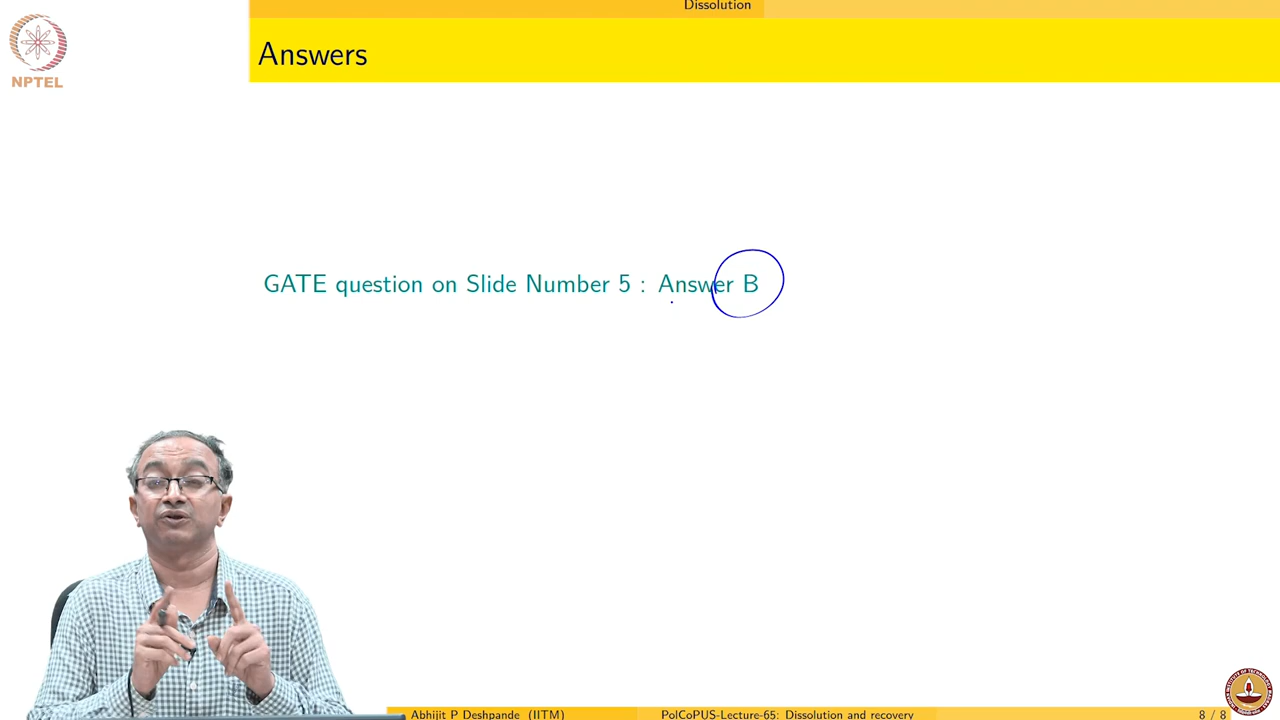 Dissolution
NPTEL
Answers
GATE question on Slide Number 5 : Answer B
Abhijit P Deshpande (IITM)
PolCoPUS-Lecture-65: Dissolution and recovery
8 / 8